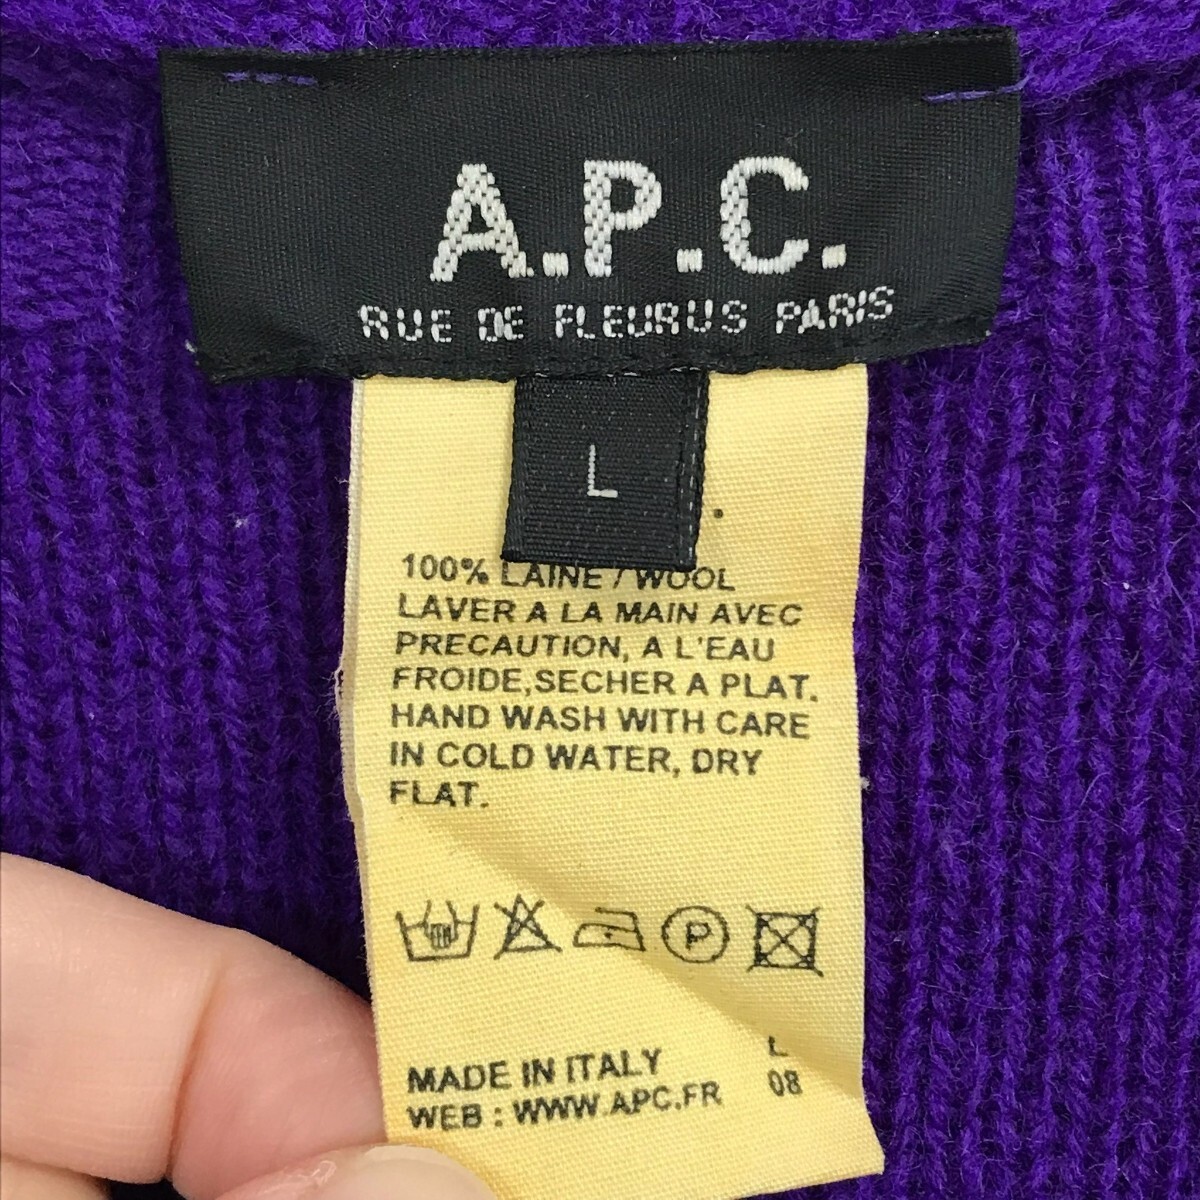 A.P.C.
RUE DE FLEURUS PARIS
L
100% LAINE / WOOL
LAVER A LA MAIN AVEC
PRECAUTION, A L'EAU
FROIDE,SECHER A PLAT.
HAND WASH WITH CARE
IN COLD WATER, DRY
FLAT.
P
L
MADE IN ITALY 08
WEB : WWW.APC.FR